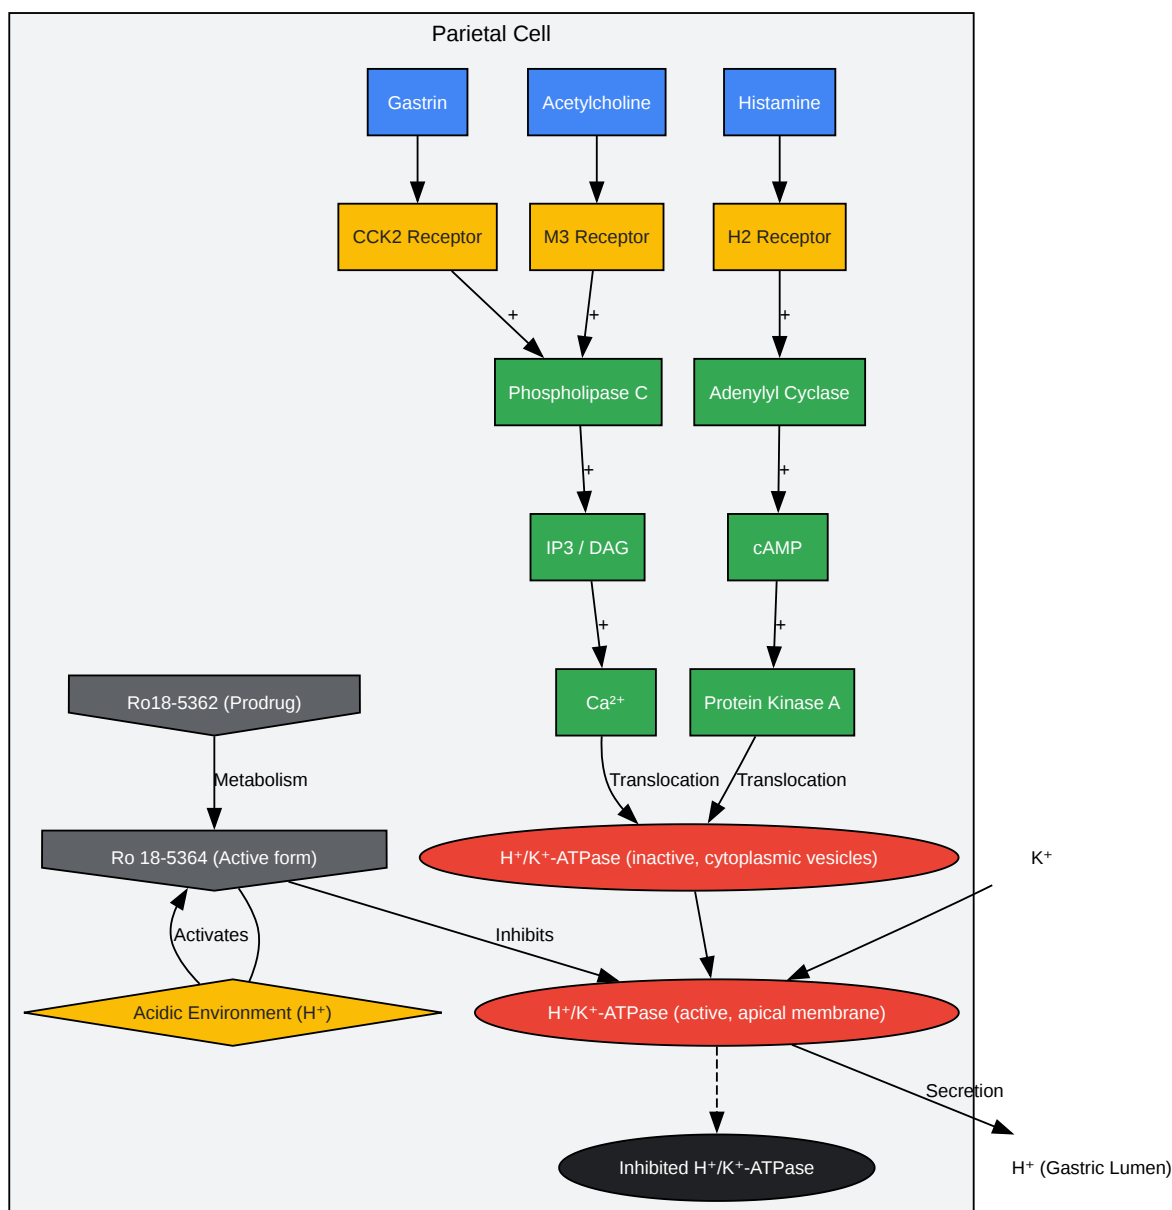 Parietal Cell
Gastrin
Acetylcholine
Histamine
CCK2 Receptor
M3 Receptor
H2 Receptor
+
+
+
Phospholipase C
Adenylyl Cyclase
+
+
IP3 / DAG
cAMP
+
+
Ro18-5362 (Prodrug)
Ca²⁺
Protein Kinase A
Metabolism
Translocation
Translocation
Ro 18-5364 (Active form)
H⁺/K⁺-ATPase (inactive, cytoplasmic vesicles)
K⁺
Activates
Inhibits
Acidic Environment (H⁺)
H⁺/K⁺-ATPase (active, apical membrane)
Secretion
Inhibited H⁺/K⁺-ATPase
H⁺ (Gastric Lumen)